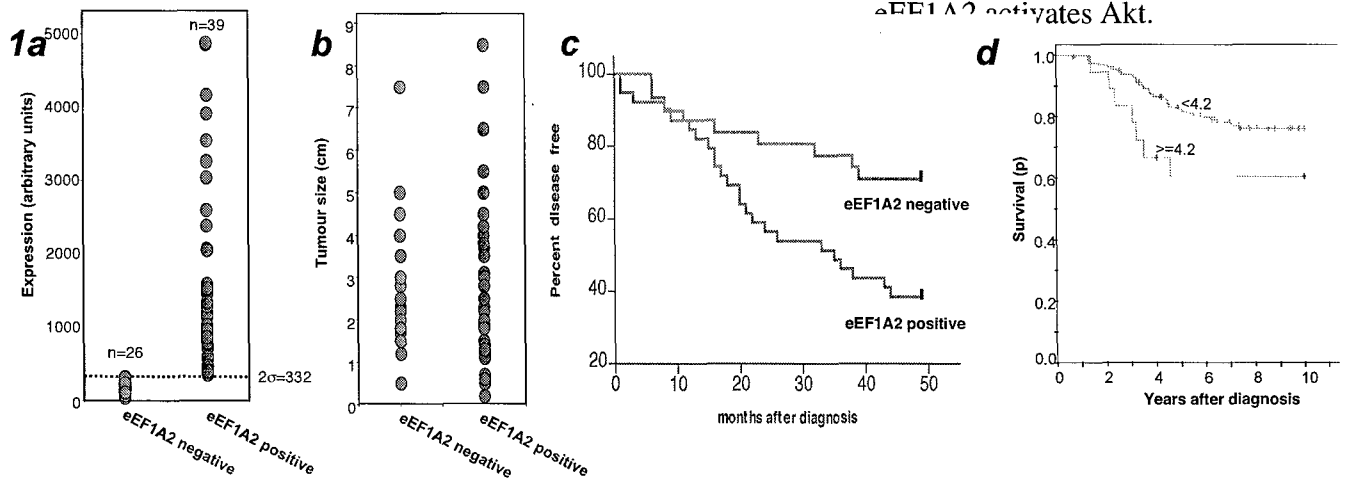 eEF1A2 activates Akt.
1a
Expression (arbitrary units)
5000
4000
3000
2000
1000
0
n=39
n=26
2σ=332
eEF1A2 negative
eEF1A2 positive
b
Tumour size (cm)
9
8
7
6
5
4
3
2
1
0
eEF1A2 negative
eEF1A2 positive
c
Percent disease free
100
80
60
40
20
eEF1A2 negative
eEF1A2 positive
0 10 20 30 40 50
months after diagnosis
d
Survival (p)
1.0
0.8
0.6
0.4
0.2
0.0
<4.2
>=4.2
0 2 4 6 8 10
Years after diagnosis